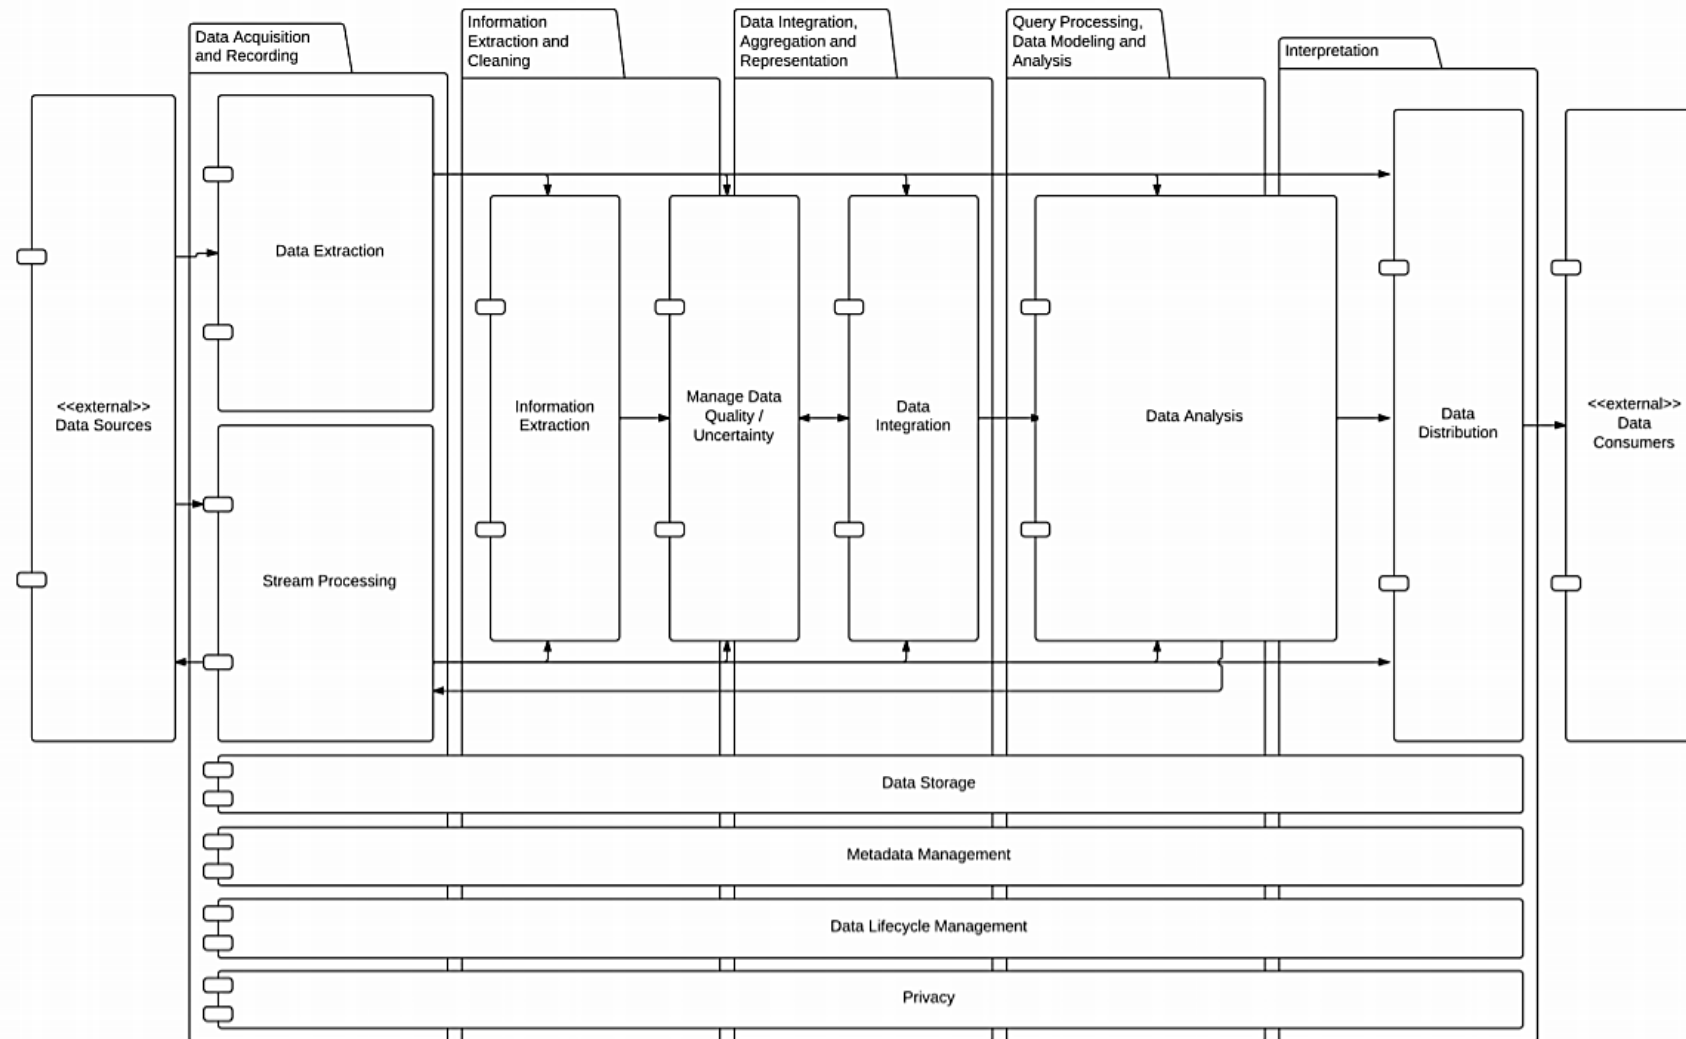 Data Acquisition
and Recording
Information
Extraction and
Cleaning
Data Integration,
Aggregation and
Representation
Query Processing,
Data Modeling and
Analysis
Interpretation
<<external>>
Data Sources
Data Extraction
Stream Processing
Information
Extraction
Manage Data
Quality /
Uncertainty
Data
Integration
Data Analysis
Data
Distribution
<<external>>
Data
Consumers
Data Storage
Metadata Management
Data Lifecycle Management
Privacy